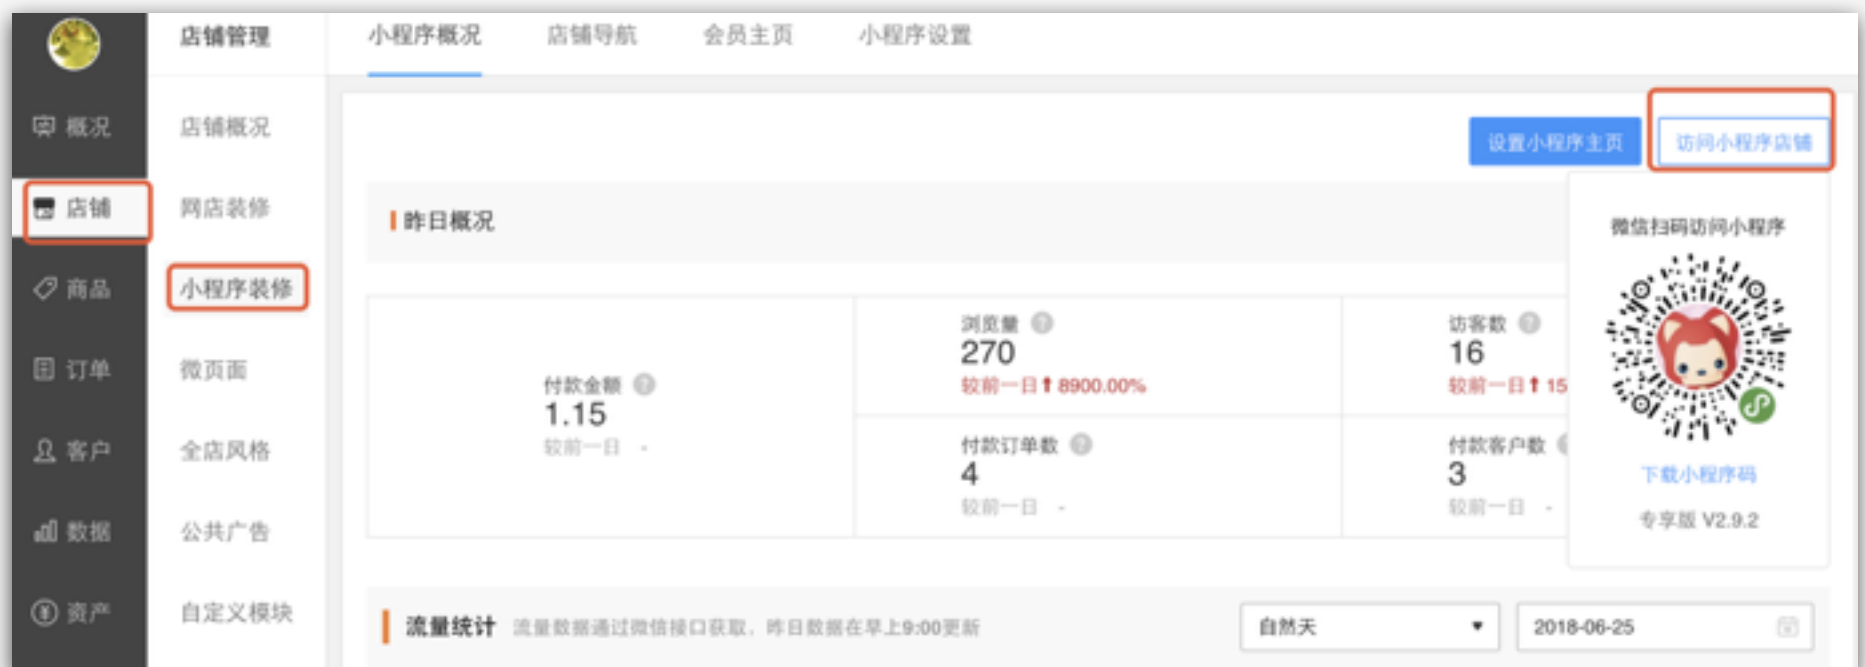 店铺管理
小程序概况
店铺导航
会员主页
小程序设置
概况
店铺
商品
订单
客户
数据
资产
店铺概况
网店装修
小程序装修
微页面
全店风格
公共广告
自定义模块
设置小程序主页
访问小程序店铺
昨日概况
付款金额
1.15
较前一日 -
浏览量
270
较前一日 8900.00%
访客数
16
较前一日 15
付款订单数
4
较前一日 -
付款客户数
3
较前一日 -
微信扫码访问小程序
下载小程序码
专享版 V2.9.2
流量统计 流量数据通过微信接口获取，昨日数据在早上9:00更新
自然天
2018-06-25